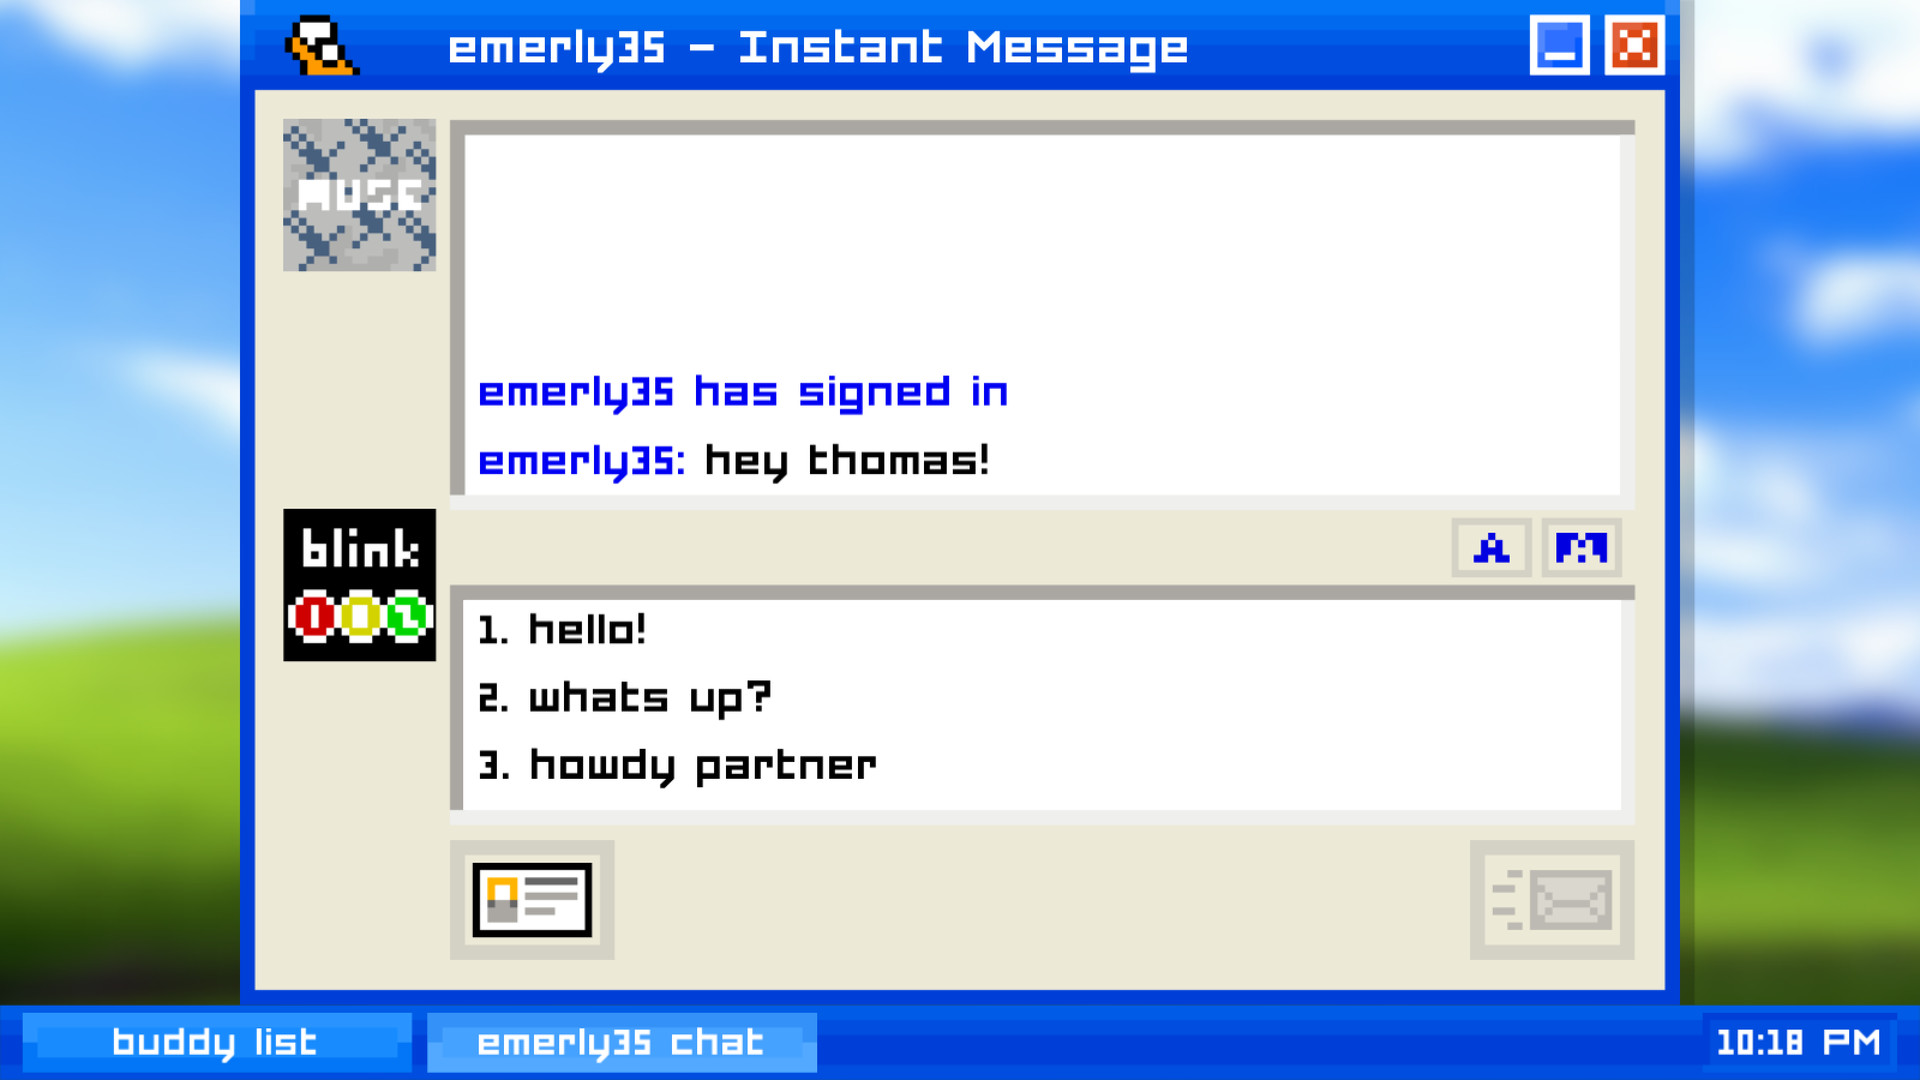 emerly35 - Instant Message
MUSE
emerly35 has signed in
emerly35: hey thomas!
blink
182
A
1. hello!
2. whats up?
3. howdy partner
buddy list
emerly35 chat
10:18 PM